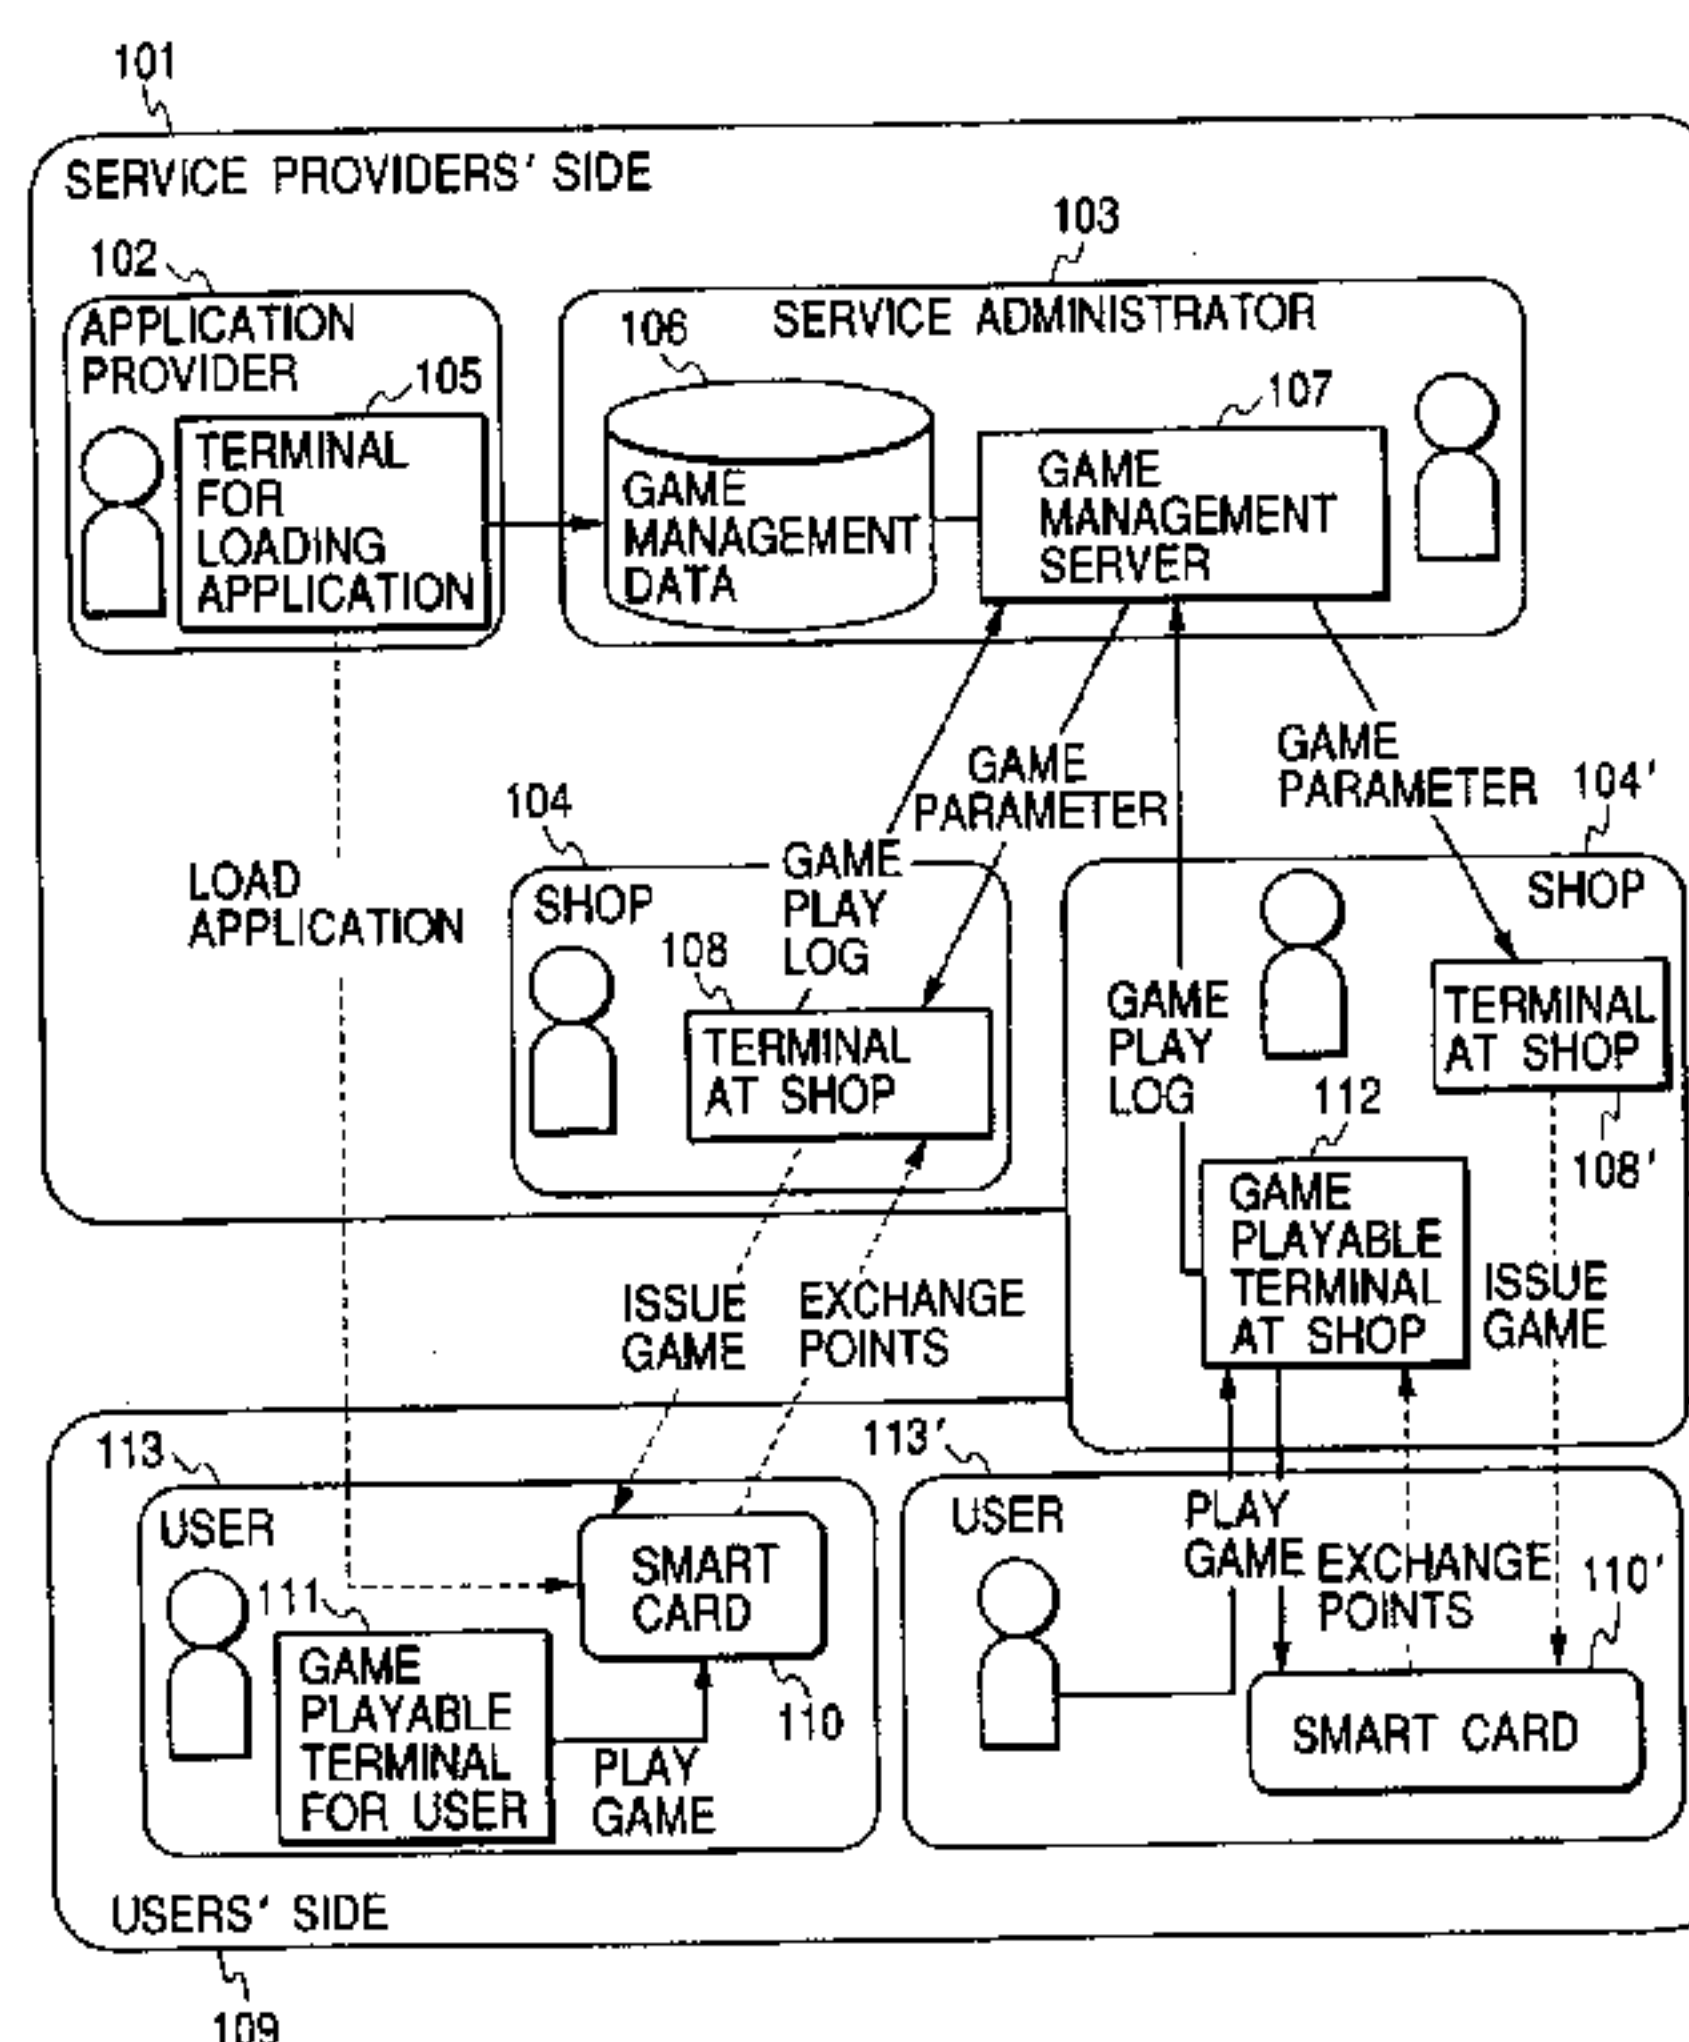 101
SERVICE PROVIDERS' SIDE
102
APPLICATION
PROVIDER
105
TERMINAL
FOR
LOADING
APPLICATION
103
SERVICE ADMINISTRATOR
106
GAME
MANAGEMENT
DATA
107
GAME
MANAGEMENT
SERVER
LOAD
APPLICATION
GAME
PARAMETER
GAME
PARAMETER
104
SHOP
GAME
PLAY
LOG
108
TERMINAL
AT SHOP
104'
SHOP
TERMINAL
AT SHOP
108'
GAME
PLAY
LOG
112
GAME
PLAYABLE
TERMINAL
AT SHOP
ISSUE
GAME
EXCHANGE
POINTS
ISSUE
GAME
113
USER
111
GAME
PLAYABLE
TERMINAL
FOR USER
SMART
CARD
110
PLAY
GAME
113'
USER
PLAY
GAME
EXCHANGE
POINTS
110'
SMART CARD
USERS' SIDE
109